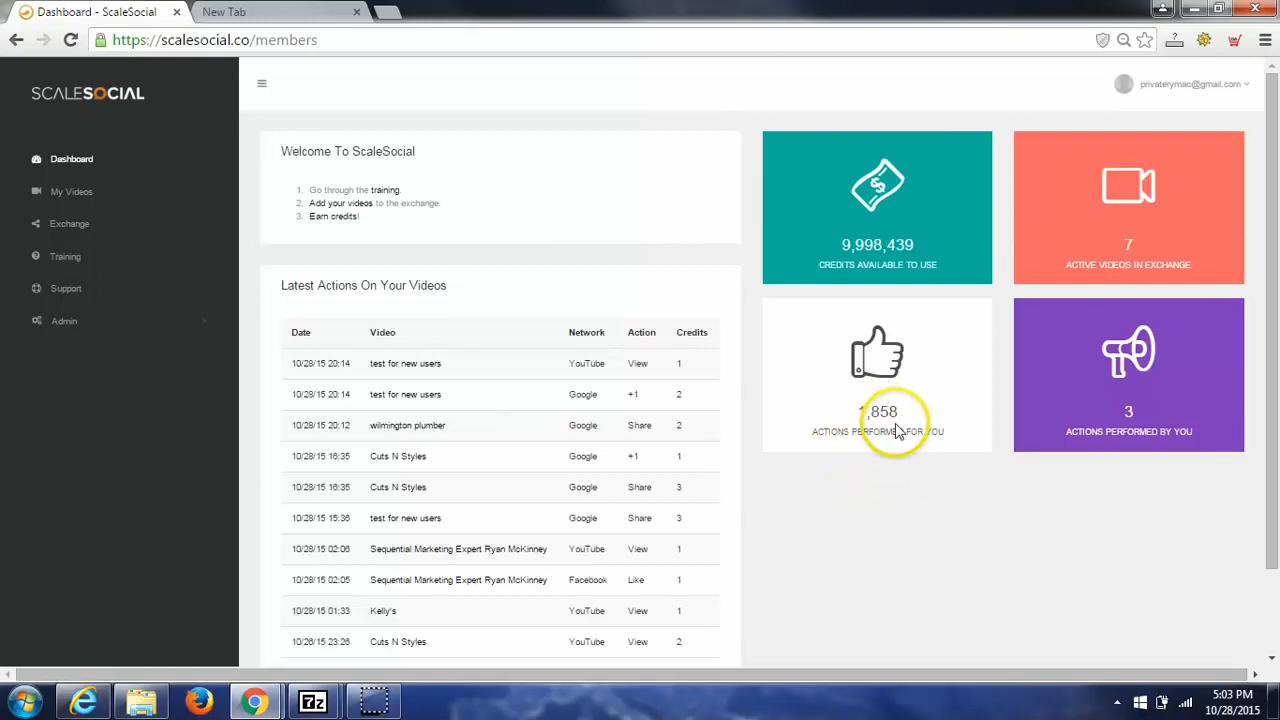 Dashboard - ScaleSocial
New Tab
https://scalesocial.co/members
SCALESOCIAL
privaterymac@gmail.com
Dashboard
My Videos
Exchange
Training
Support
Admin
Welcome To ScaleSocial
1. Go through the training.
2. Add your videos to the exchange
3. Earn credits!
9,998,439
CREDITS AVAILABLE TO USE
7
ACTIVE VIDEOS IN EXCHANGE
1,858
ACTIONS PERFORMED FOR YOU
3
ACTIONS PERFORMED BY YOU
Latest Actions On Your Videos
Date Video Network Action Credits
10/28/15 20:14 test for new users YouTube View 1
10/28/15 20:14 test for new users Google +1 2
10/28/15 20:12 wilmington plumber Google Share 2
10/28/15 16:35 Cuts N Styles Google +1 1
10/28/15 16:35 Cuts N Styles Google Share 3
10/28/15 15:36 test for new users Google Share 3
10/28/15 02:06 Sequential Marketing Expert Ryan McKinney YouTube View 1
10/28/15 02:05 Sequential Marketing Expert Ryan McKinney Facebook Like 1
10/28/15 01:33 Kelly's YouTube View 1
10/26/15 23:26 Cuts N Styles YouTube View 2
7z
5:03 PM
10/28/2015